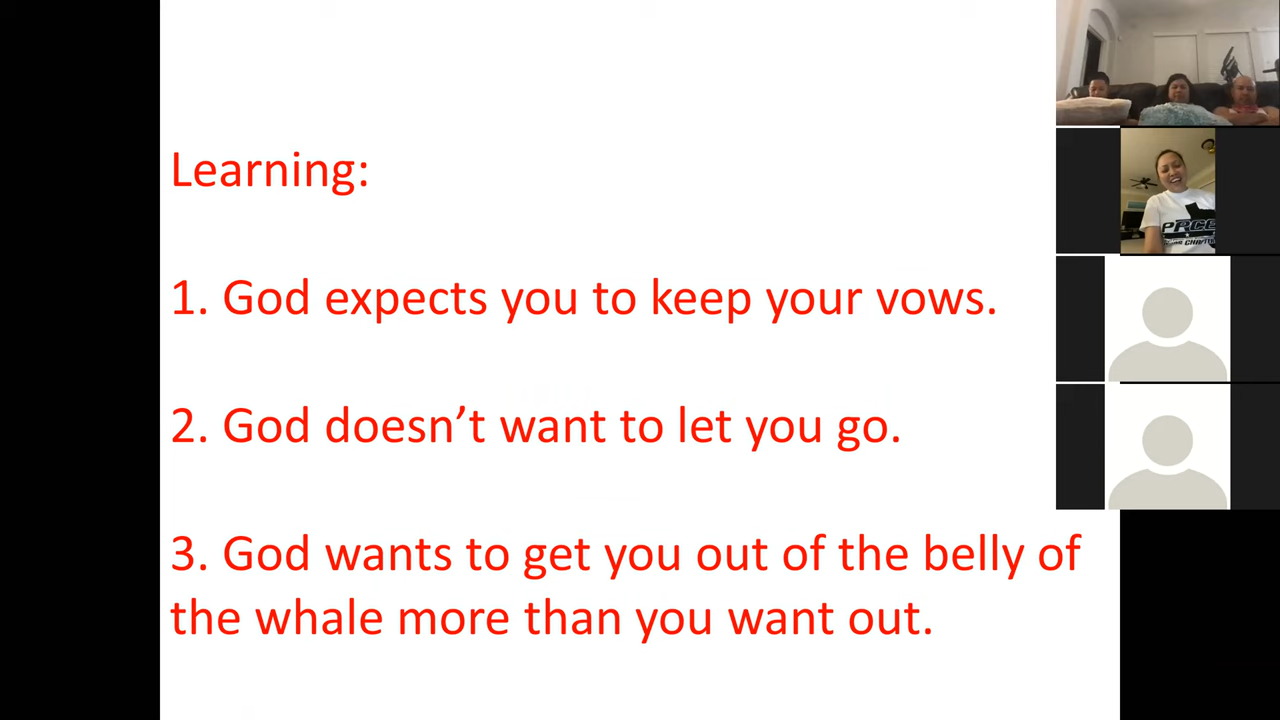 Learning:
1. God expects you to keep your vows.
2. God doesn’t want to let you go.
3. God wants to get you out of the belly of
the whale more than you want out.